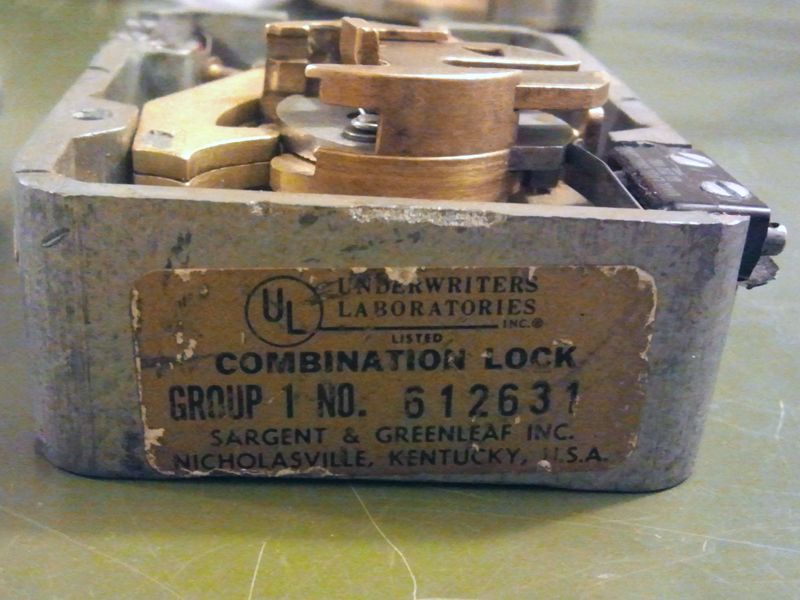 UL UNDERWRITERS
LABORATORIES
INC.®
LISTED
COMBINATION LOCK
GROUP 1 NO. 612631
SARGENT & GREENLEAF INC.
NICHOLASVILLE, KENTUCKY, U.S.A.